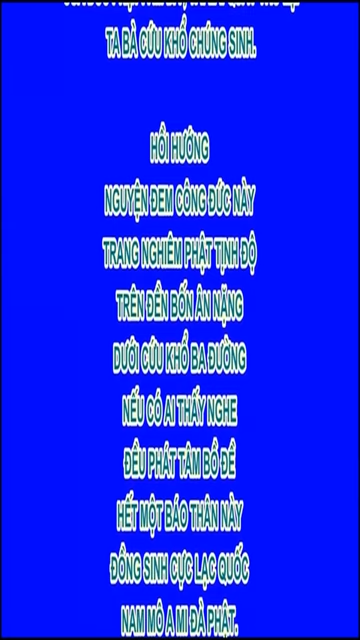 TA BÀ CỨU KHỔ CHÚNG SINH.
HỒI HƯỚNG
NGUYỆN ĐEM CÔNG ĐỨC NÀY
TRANG NGHIÊM PHẬT TỊNH ĐỘ
TRÊN ĐỀN BỐN ÂN NẶNG
DƯỚI CỨU KHỔ BA ĐƯỜNG
NẾU CÓ AI THẤY NGHE
ĐỀU PHÁT TÂM BỒ ĐỀ
HẾT MỘT BÁO THÂN NÀY
ĐỒNG SINH CỰC LẠC QUỐC
NAM MÔ A MI ĐÀ PHẬT.